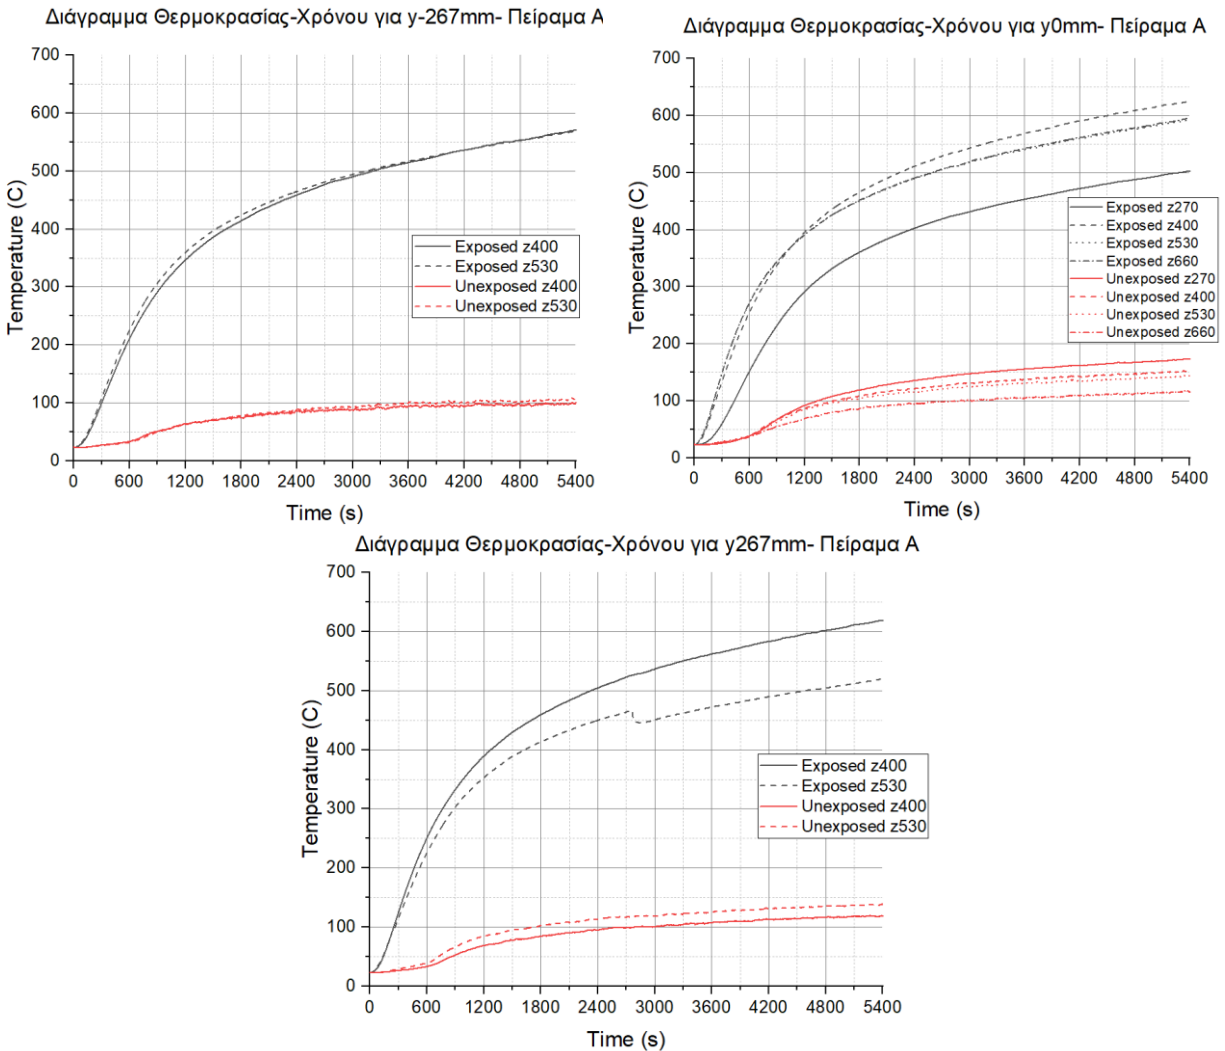 Διάγραμμα Θερμοκρασίας-Χρόνου για y-267mm- Πείραμα Α
700
600
500
400
300
200
100
0
Temperature (C)
Exposed z400
Exposed z530
Unexposed z400
Unexposed z530
0 600 1200 1800 2400 3000 3600 4200 4800 5400
Time (s)
Διάγραμμα Θερμοκρασίας-Χρόνου για y0mm- Πείραμα Α
700
600
500
400
300
200
100
0
Temperature (C)
Exposed z270
Exposed z400
Exposed z530
Exposed z660
Unexposed z270
Unexposed z400
Unexposed z530
Unexposed z660
0 600 1200 1800 2400 3000 3600 4200 4800 5400
Time (s)
Διάγραμμα Θερμοκρασίας-Χρόνου για y267mm- Πείραμα Α
700
600
500
400
300
200
100
0
Temperature (C)
Exposed z400
Exposed z530
Unexposed z400
Unexposed z530
0 600 1200 1800 2400 3000 3600 4200 4800 5400
Time (s)